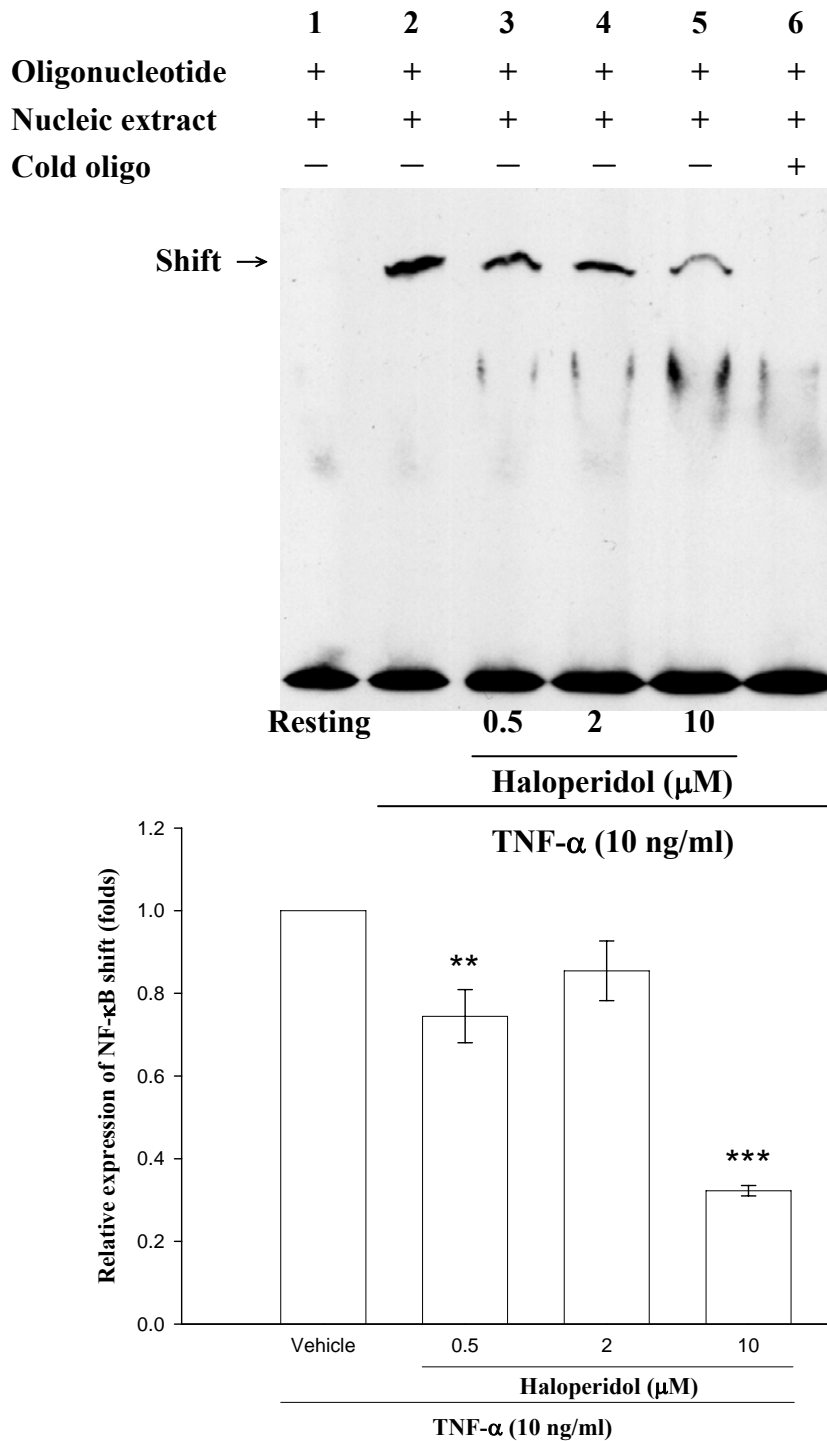 1 2 3 4 5 6
Oligonucleotide + + + + + +
Nucleic extract + + + + + +
Cold oligo — — — — — +
Shift →
Resting 0.5 2 10
Haloperidol (μM)
TNF-α (10 ng/ml)
Relative expression of NF-κB shift (folds)
1.2
1.0
0.8
0.6
0.4
0.2
0.0
**
***
Vehicle 0.5 2 10
Haloperidol (μM)
TNF-α (10 ng/ml)